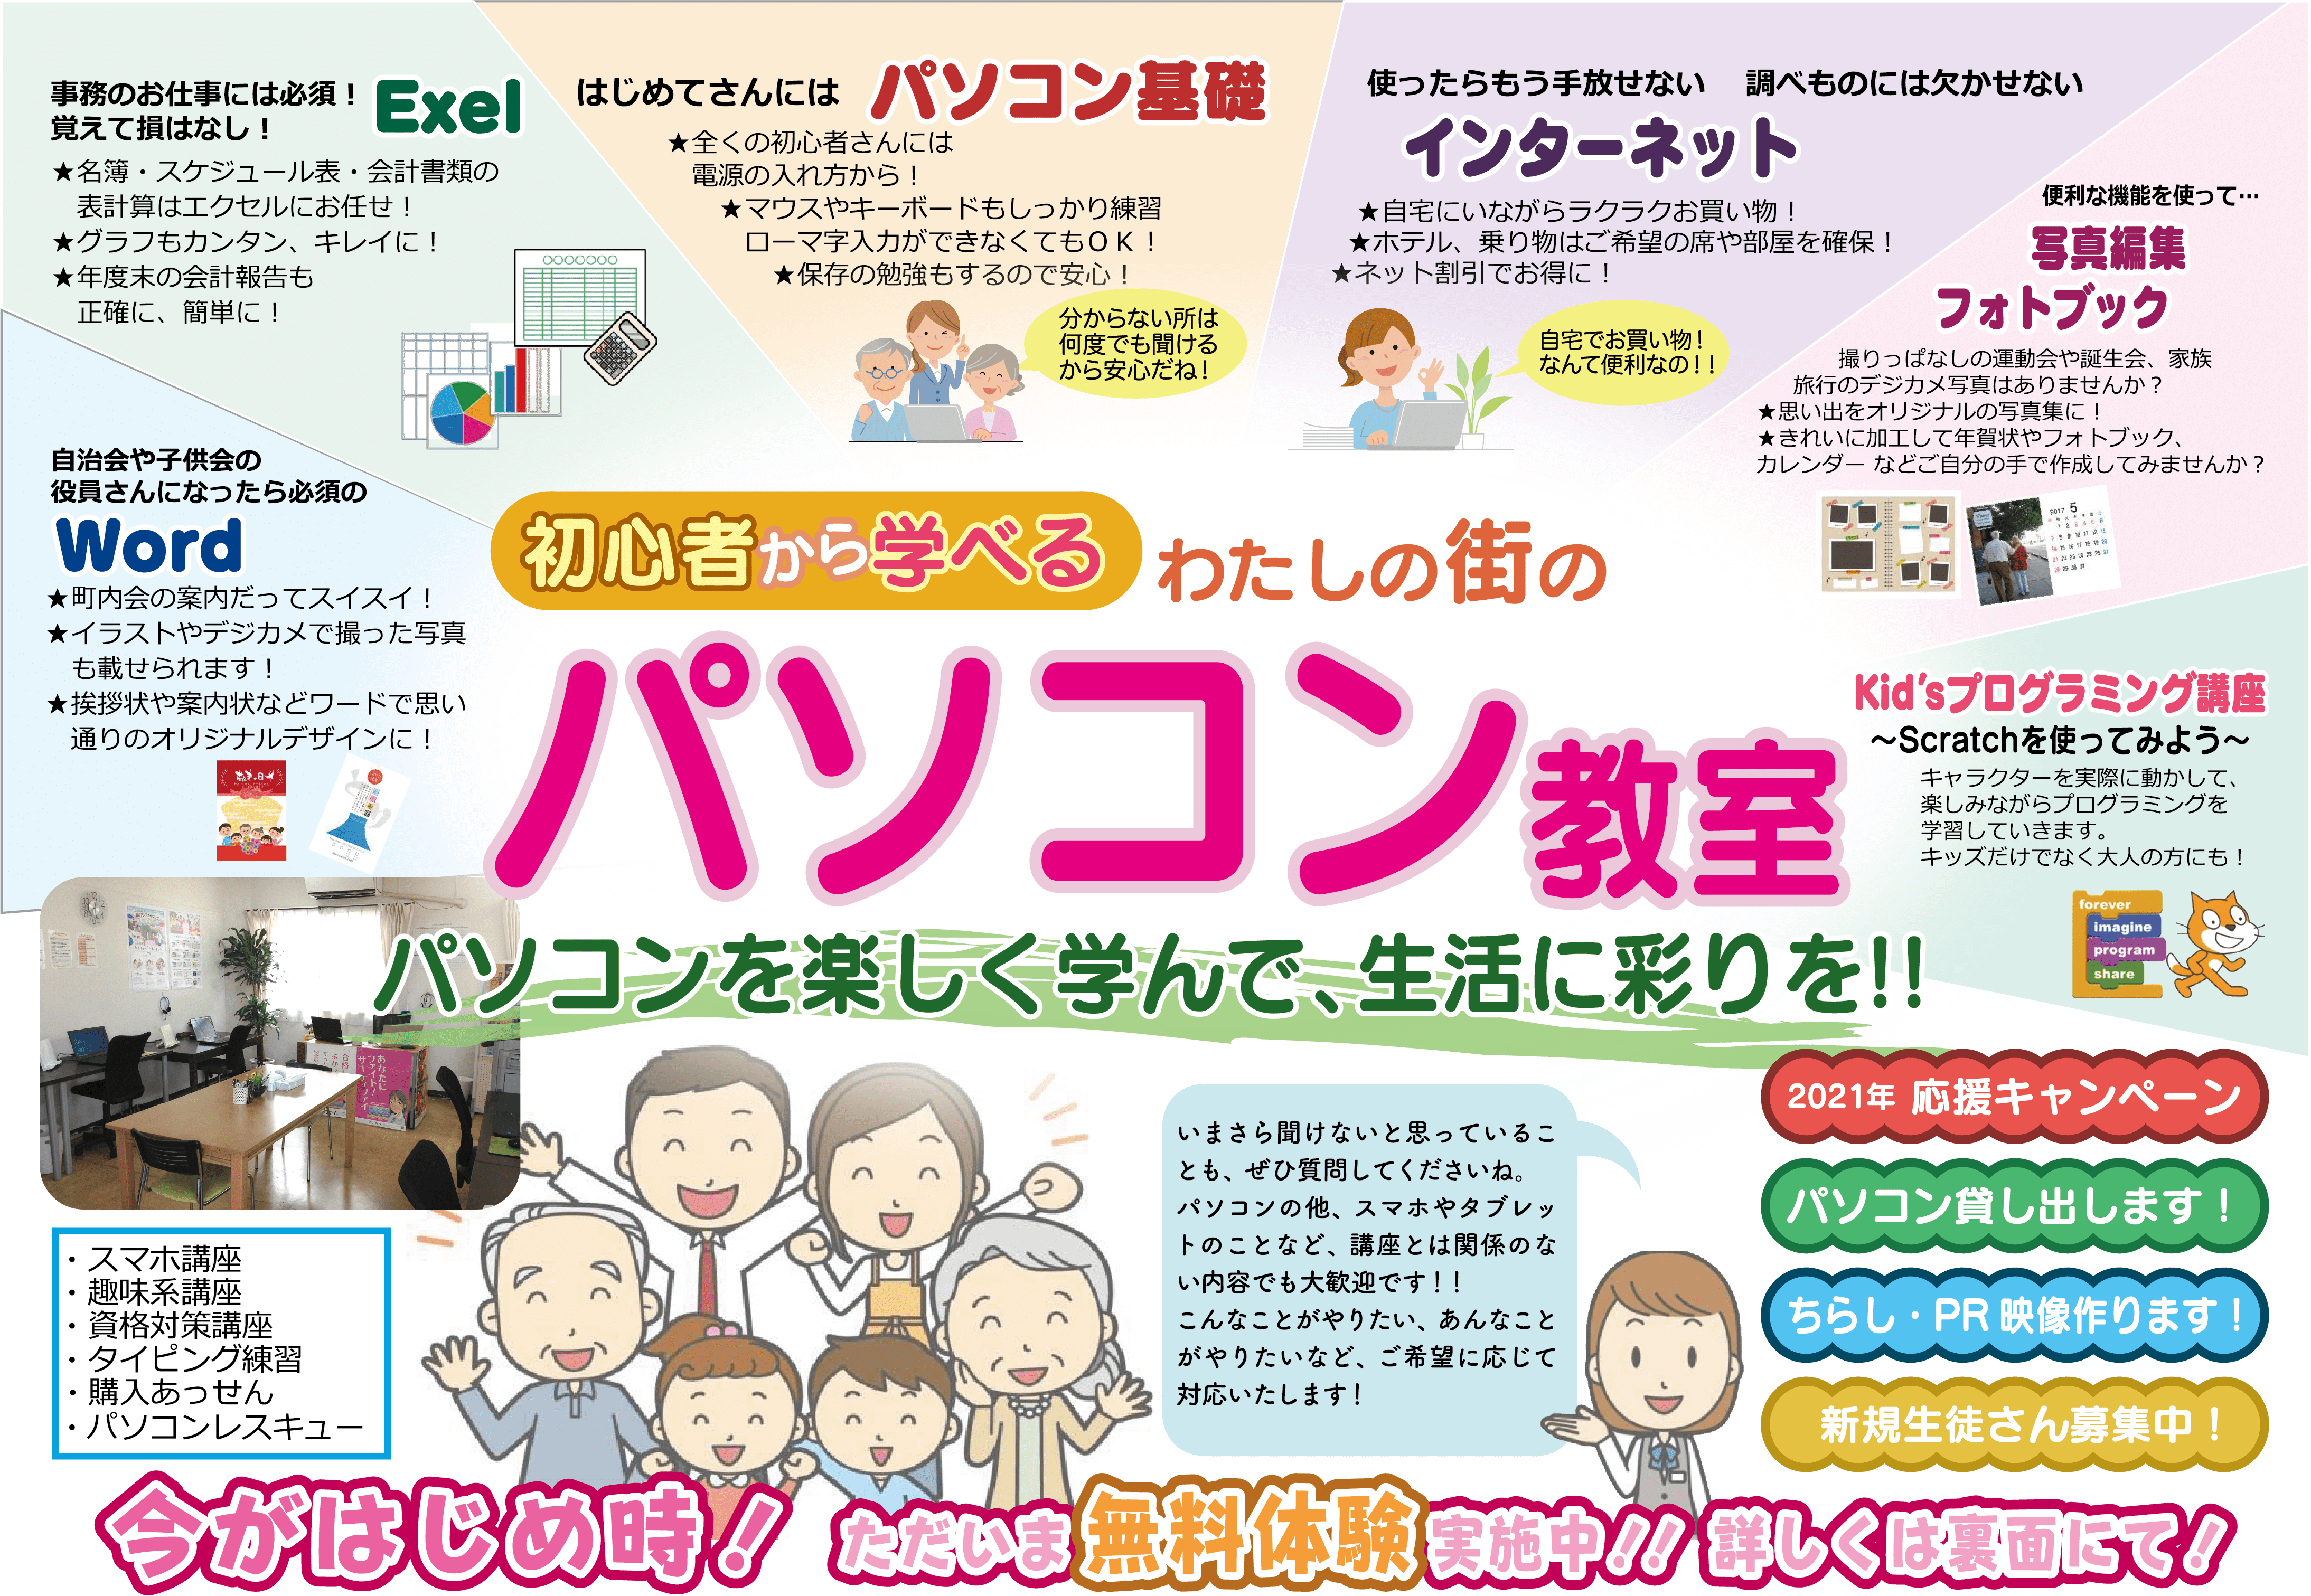 事務のお仕事には必須！
覚えて損はなし！
Exel
★名簿・スケジュール表・会計書類の
表計算はエクセルにお任せ！
★グラフもカンタン、キレイに！
★年度末の会計報告も
正確に、簡単に！
はじめてさんには パソコン基礎
★全くの初心者さんには
電源の入れ方から！
★マウスやキーボードもしっかり練習
ローマ字入力ができなくてもＯＫ！
★保存の勉強もするので安心！
分からない所は
何度でも聞ける
から安心だね！
使ったらもう手放せない 調べものには欠かせない
インターネット
★自宅にいながらラクラクお買い物！
★ホテル、乗り物はご希望の席や部屋を確保！
★ネット割引でお得に！
自宅でお買い物！
なんて便利なの！！
便利な機能を使って…
写真編集
フォトブック
撮りっぱなしの運動会や誕生会、家族
旅行のデジカメ写真はありませんか？
★思い出をオリジナルの写真集に！
★きれいに加工して年賀状やフォトブック、
カレンダー などご自分の手で作成してみませんか？
2017 5
自治会や子供会の
役員さんになったら必須の
Word
★町内会の案内だってスイスイ！
★イラストやデジカメで撮った写真
も載せられます！
★挨拶状や案内状などワードで思い
通りのオリジナルデザインに！
初心者から学べる わたしの街の
パソコン教室
パソコンを楽しく学んで、生活に彩りを!!
Kid'sプログラミング講座
～Scratchを使ってみよう～
キャラクターを実際に動かして、
楽しみながらプログラミングを
学習していきます。
キッズだけでなく大人の方にも！
forever
imagine
program
share
あなたに
ファイト！
サーティファイ
・スマホ講座
・趣味系講座
・資格対策講座
・タイピング練習
・購入あっせん
・パソコンレスキュー
いまさら聞けないと思っているこ
とも、ぜひ質問してくださいね。
パソコンの他、スマホやタブレッ
トのことなど、講座とは関係のな
い内容でも大歓迎です！！
こんなことがやりたい、あんなこと
がやりたいなど、ご希望に応じて
対応いたします！
2021年 応援キャンペーン
パソコン貸し出します！
ちらし・PR 映像作ります！
新規生徒さん募集中！
今がはじめ時！ ただいま無料体験実施中!! 詳しくは裏面にて！